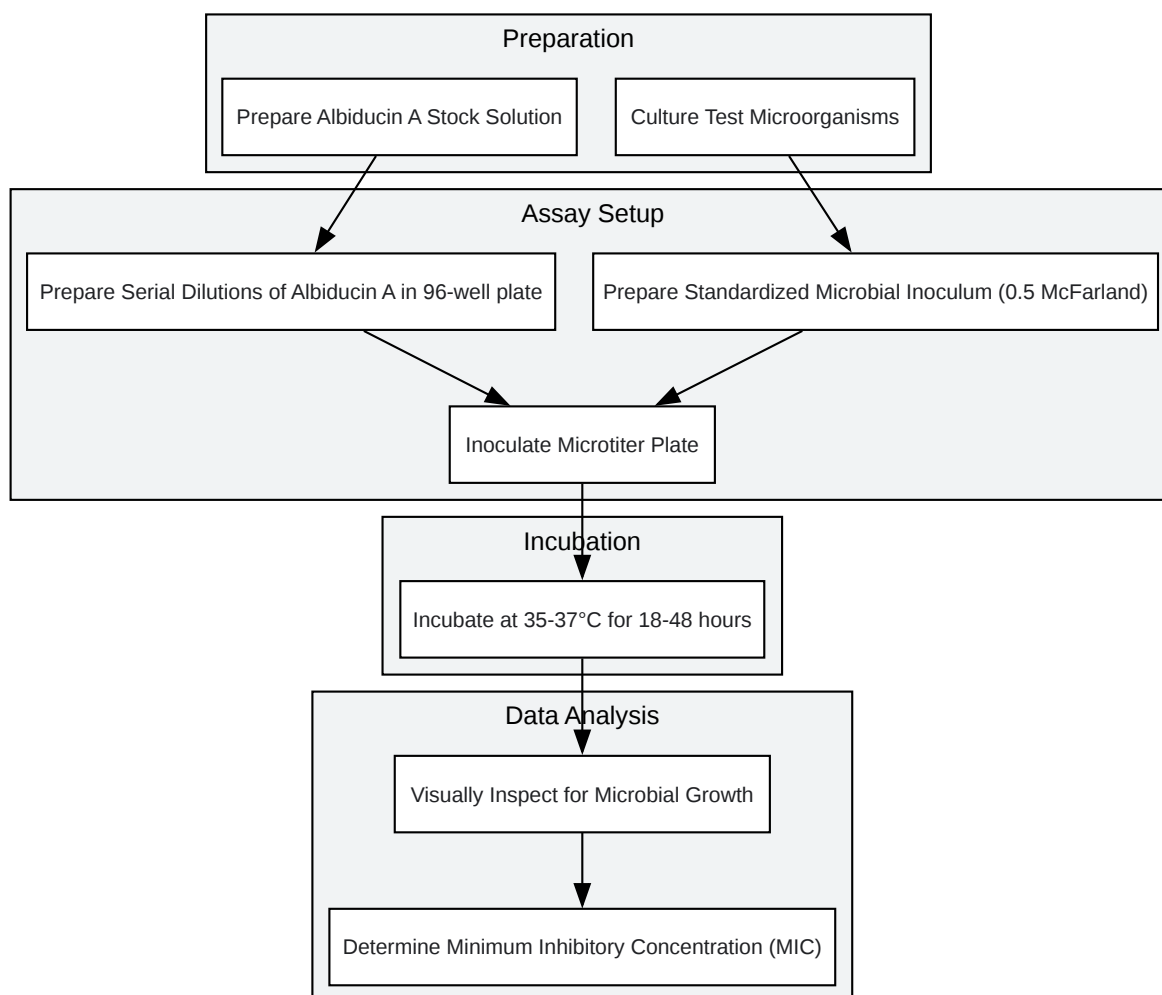 Preparation
Prepare Albiducin A Stock Solution
Culture Test Microorganisms
Assay Setup
Prepare Serial Dilutions of Albiducin A in 96-well plate
Prepare Standardized Microbial Inoculum (0.5 McFarland)
Inoculate Microtiter Plate
Incubation
Incubate at 35-37°C for 18-48 hours
Data Analysis
Visually Inspect for Microbial Growth
Determine Minimum Inhibitory Concentration (MIC)